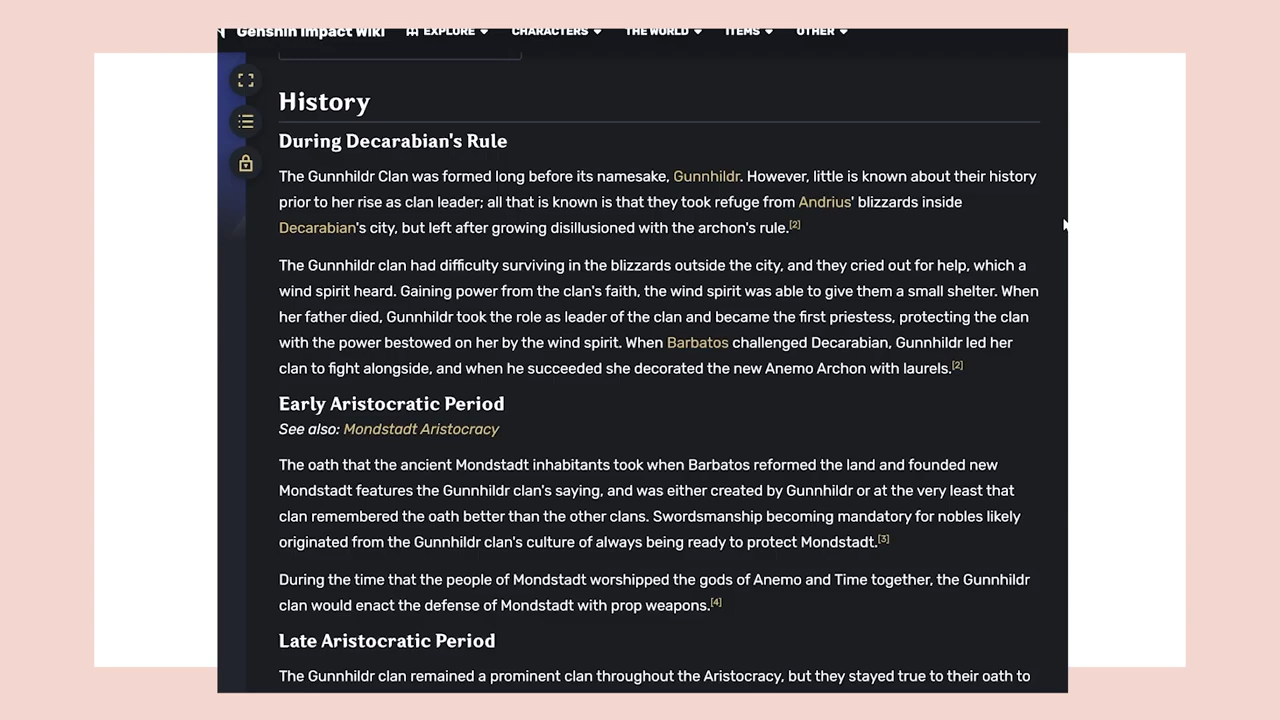 Genshin Impact Wiki EXPLORE CHARACTERS THE WORLD ITEMS OTHER
History
During Decarabian's Rule
The Gunnhildr Clan was formed long before its namesake, Gunnhildr. However, little is known about their history
prior to her rise as clan leader; all that is known is that they took refuge from Andrius' blizzards inside
Decarabian's city, but left after growing disillusioned with the archon's rule.[2]
The Gunnhildr clan had difficulty surviving in the blizzards outside the city, and they cried out for help, which a
wind spirit heard. Gaining power from the clan's faith, the wind spirit was able to give them a small shelter. When
her father died, Gunnhildr took the role as leader of the clan and became the first priestess, protecting the clan
with the power bestowed on her by the wind spirit. When Barbatos challenged Decarabian, Gunnhildr led her
clan to fight alongside, and when he succeeded she decorated the new Anemo Archon with laurels.[2]
Early Aristocratic Period
See also: Mondstadt Aristocracy
The oath that the ancient Mondstadt inhabitants took when Barbatos reformed the land and founded new
Mondstadt features the Gunnhildr clan's saying, and was either created by Gunnhildr or at the very least that
clan remembered the oath better than the other clans. Swordsmanship becoming mandatory for nobles likely
originated from the Gunnhildr clan's culture of always being ready to protect Mondstadt.[3]
During the time that the people of Mondstadt worshipped the gods of Anemo and Time together, the Gunnhildr
clan would enact the defense of Mondstadt with prop weapons.[4]
Late Aristocratic Period
The Gunnhildr clan remained a prominent clan throughout the Aristocracy, but they stayed true to their oath to